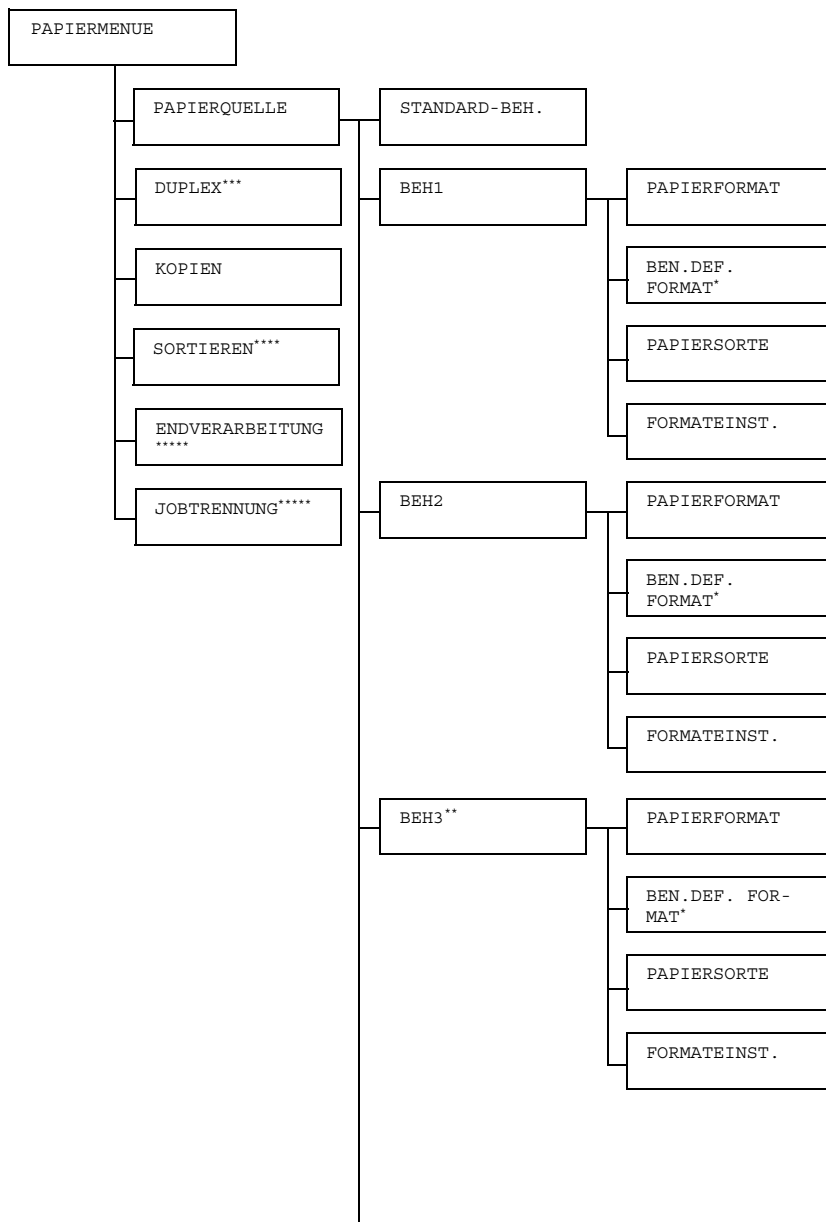 PAPIERMENUE
PAPIERQUELLE
STANDARD-BEH.
DUPLEX***
BEH1
PAPIERFORMAT
KOPIEN
BEN.DEF.
FORMAT*
SORTIEREN****
PAPIERSORTE
ENDVERARBEITUNG
*****
FORMATEINST.
JOBTRENNUNG*****
BEH2
PAPIERFORMAT
BEN.DEF.
FORMAT*
PAPIERSORTE
FORMATEINST.
BEH3**
PAPIERFORMAT
BEN.DEF. FOR-
MAT*
PAPIERSORTE
FORMATEINST.